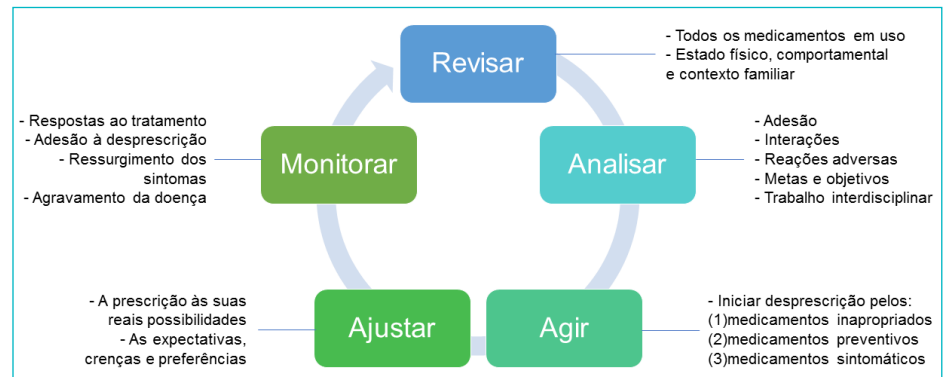 Revisar
- Todos os medicamentos em uso
- Estado físico, comportamental
e contexto familiar
Analisar
- Adesão
- Interações
- Reações adversas
- Metas e objetivos
- Trabalho interdisciplinar
Agir
- Iniciar desprescrição pelos:
(1)medicamentos inapropriados
(2)medicamentos preventivos
(3)medicamentos sintomáticos
Ajustar
- A prescrição às suas
reais possibilidades
- As expectativas,
crenças e preferências
Monitorar
- Respostas ao tratamento
- Adesão à desprescrição
- Ressurgimento dos
sintomas
- Agravamento da doença